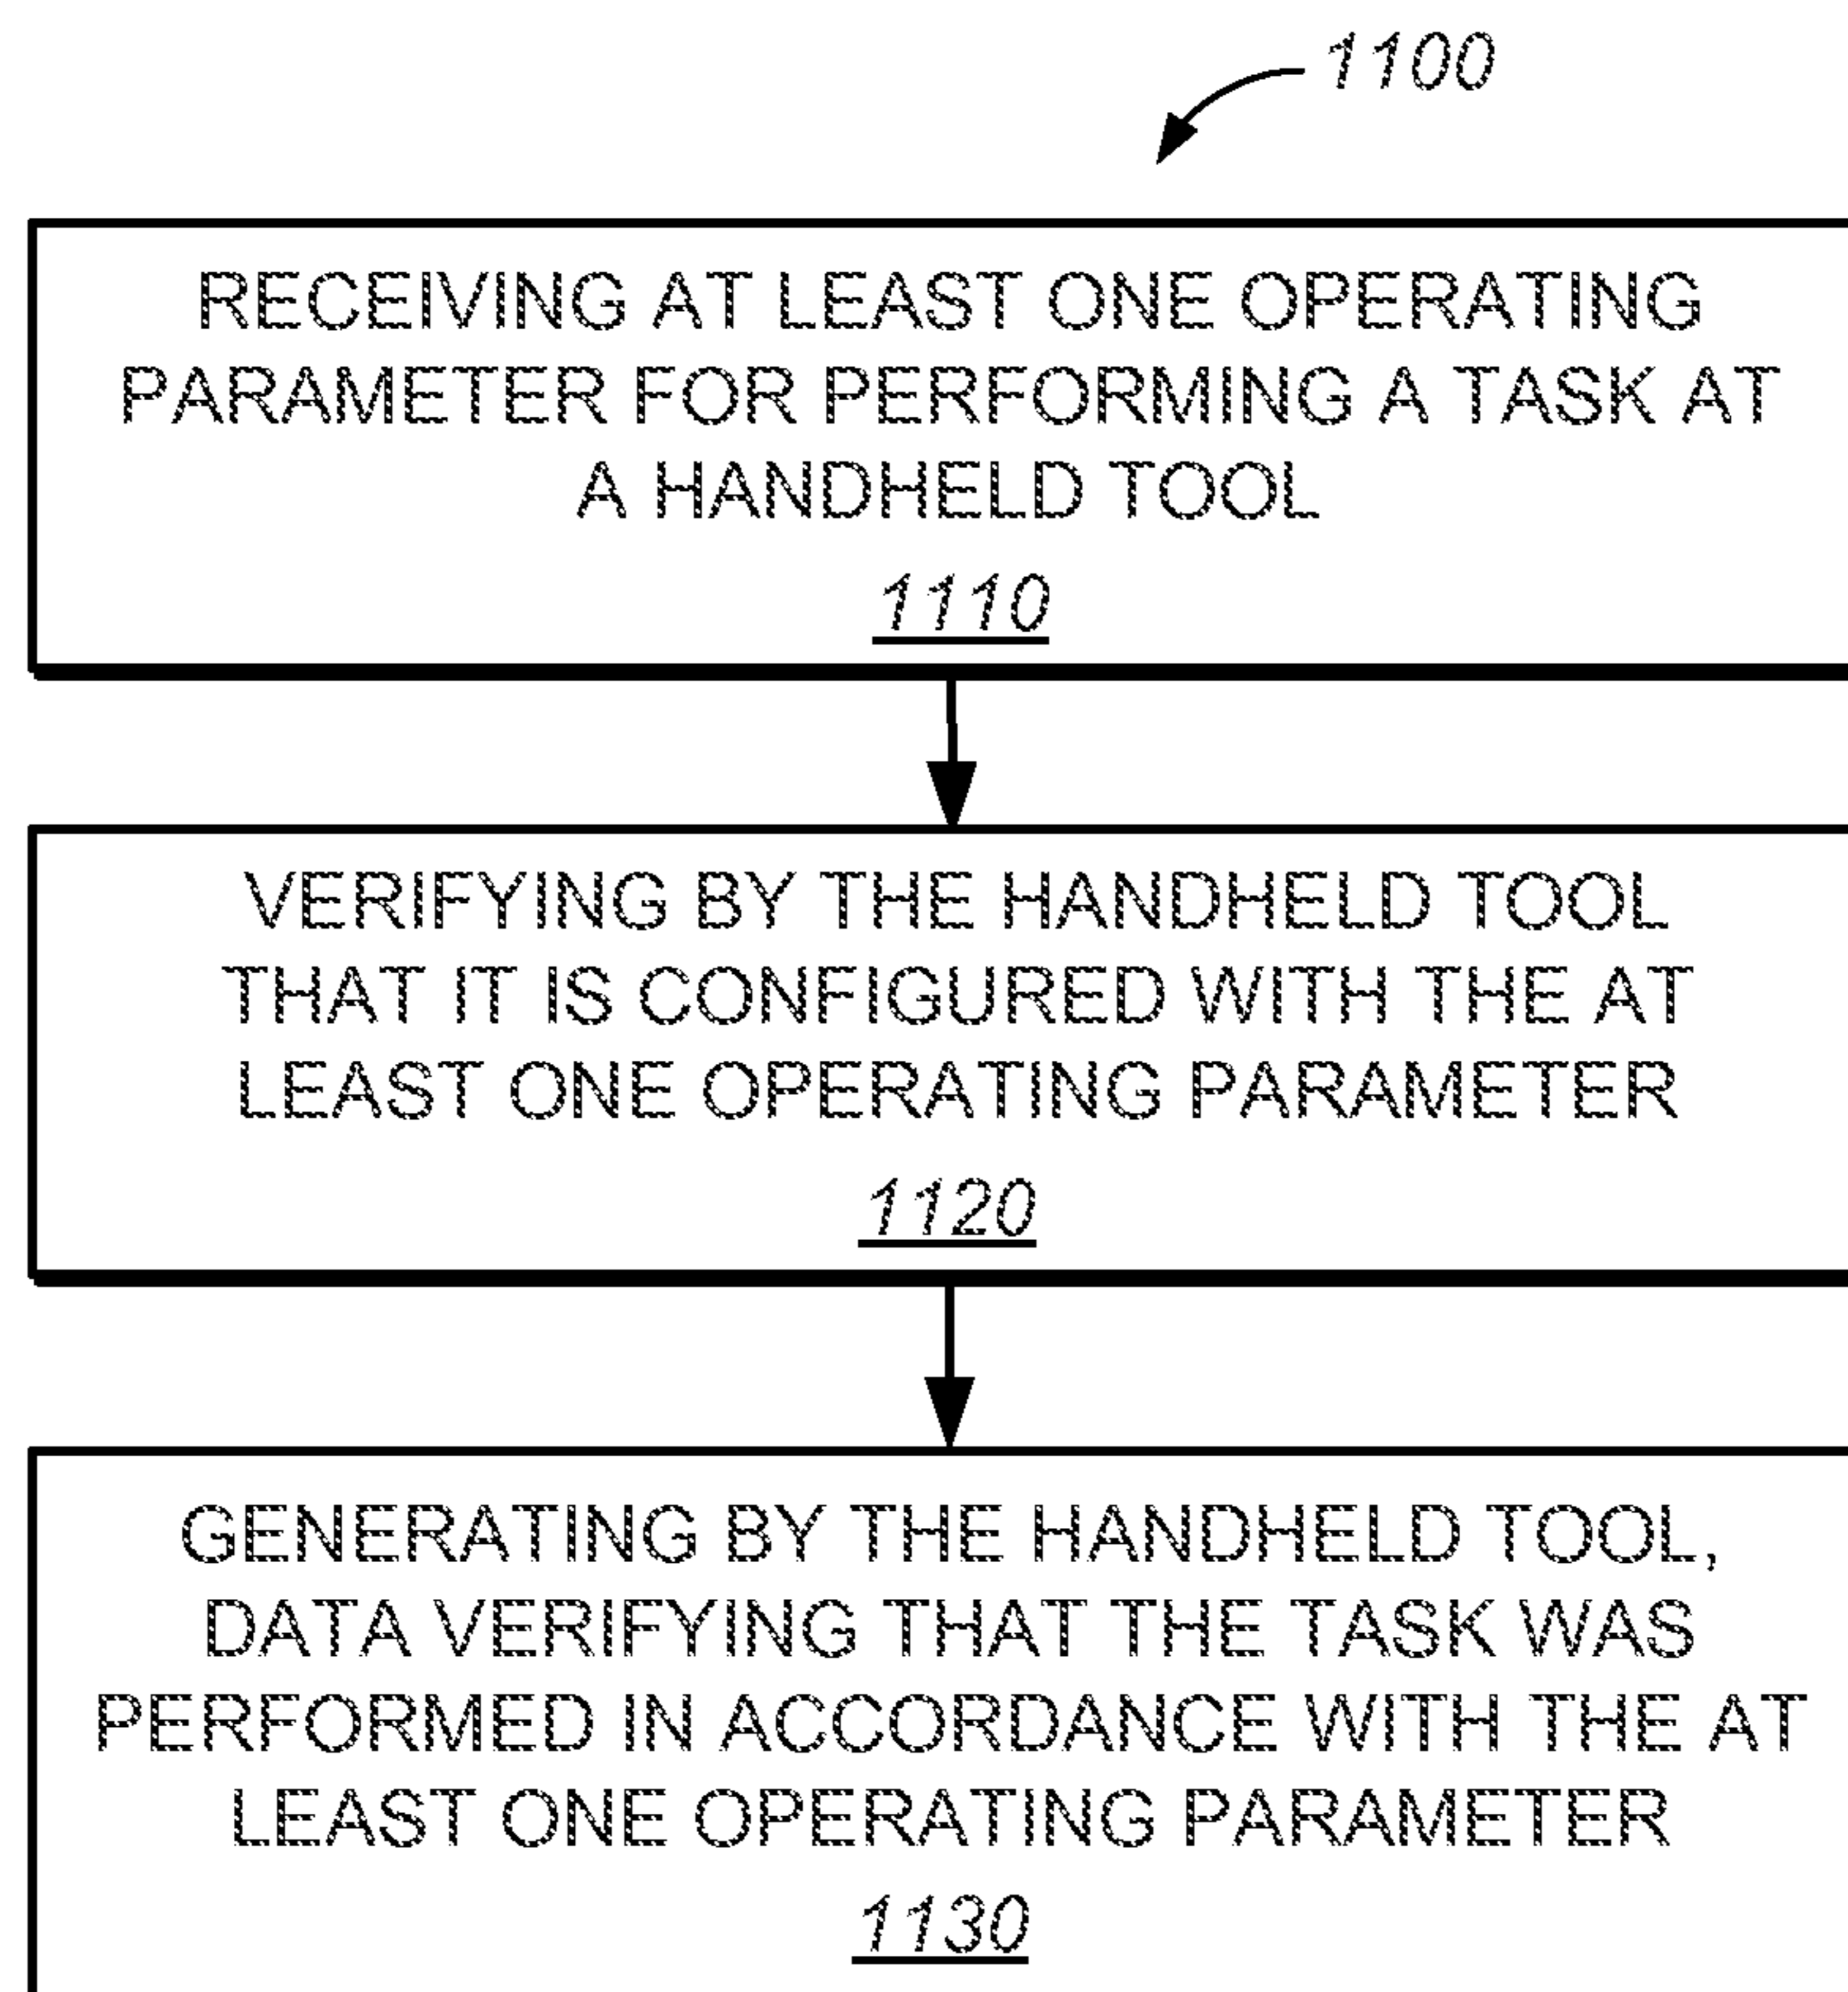 1100
RECEIVING AT LEAST ONE OPERATING
PARAMETER FOR PERFORMING A TASK AT
A HANDHELD TOOL
1110
VERIFYING BY THE HANDHELD TOOL
THAT IT IS CONFIGURED WITH THE AT
LEAST ONE OPERATING PARAMETER
1120
GENERATING BY THE HANDHELD TOOL,
DATA VERIFYING THAT THE TASK WAS
PERFORMED IN ACCORDANCE WITH THE AT
LEAST ONE OPERATING PARAMETER
1130